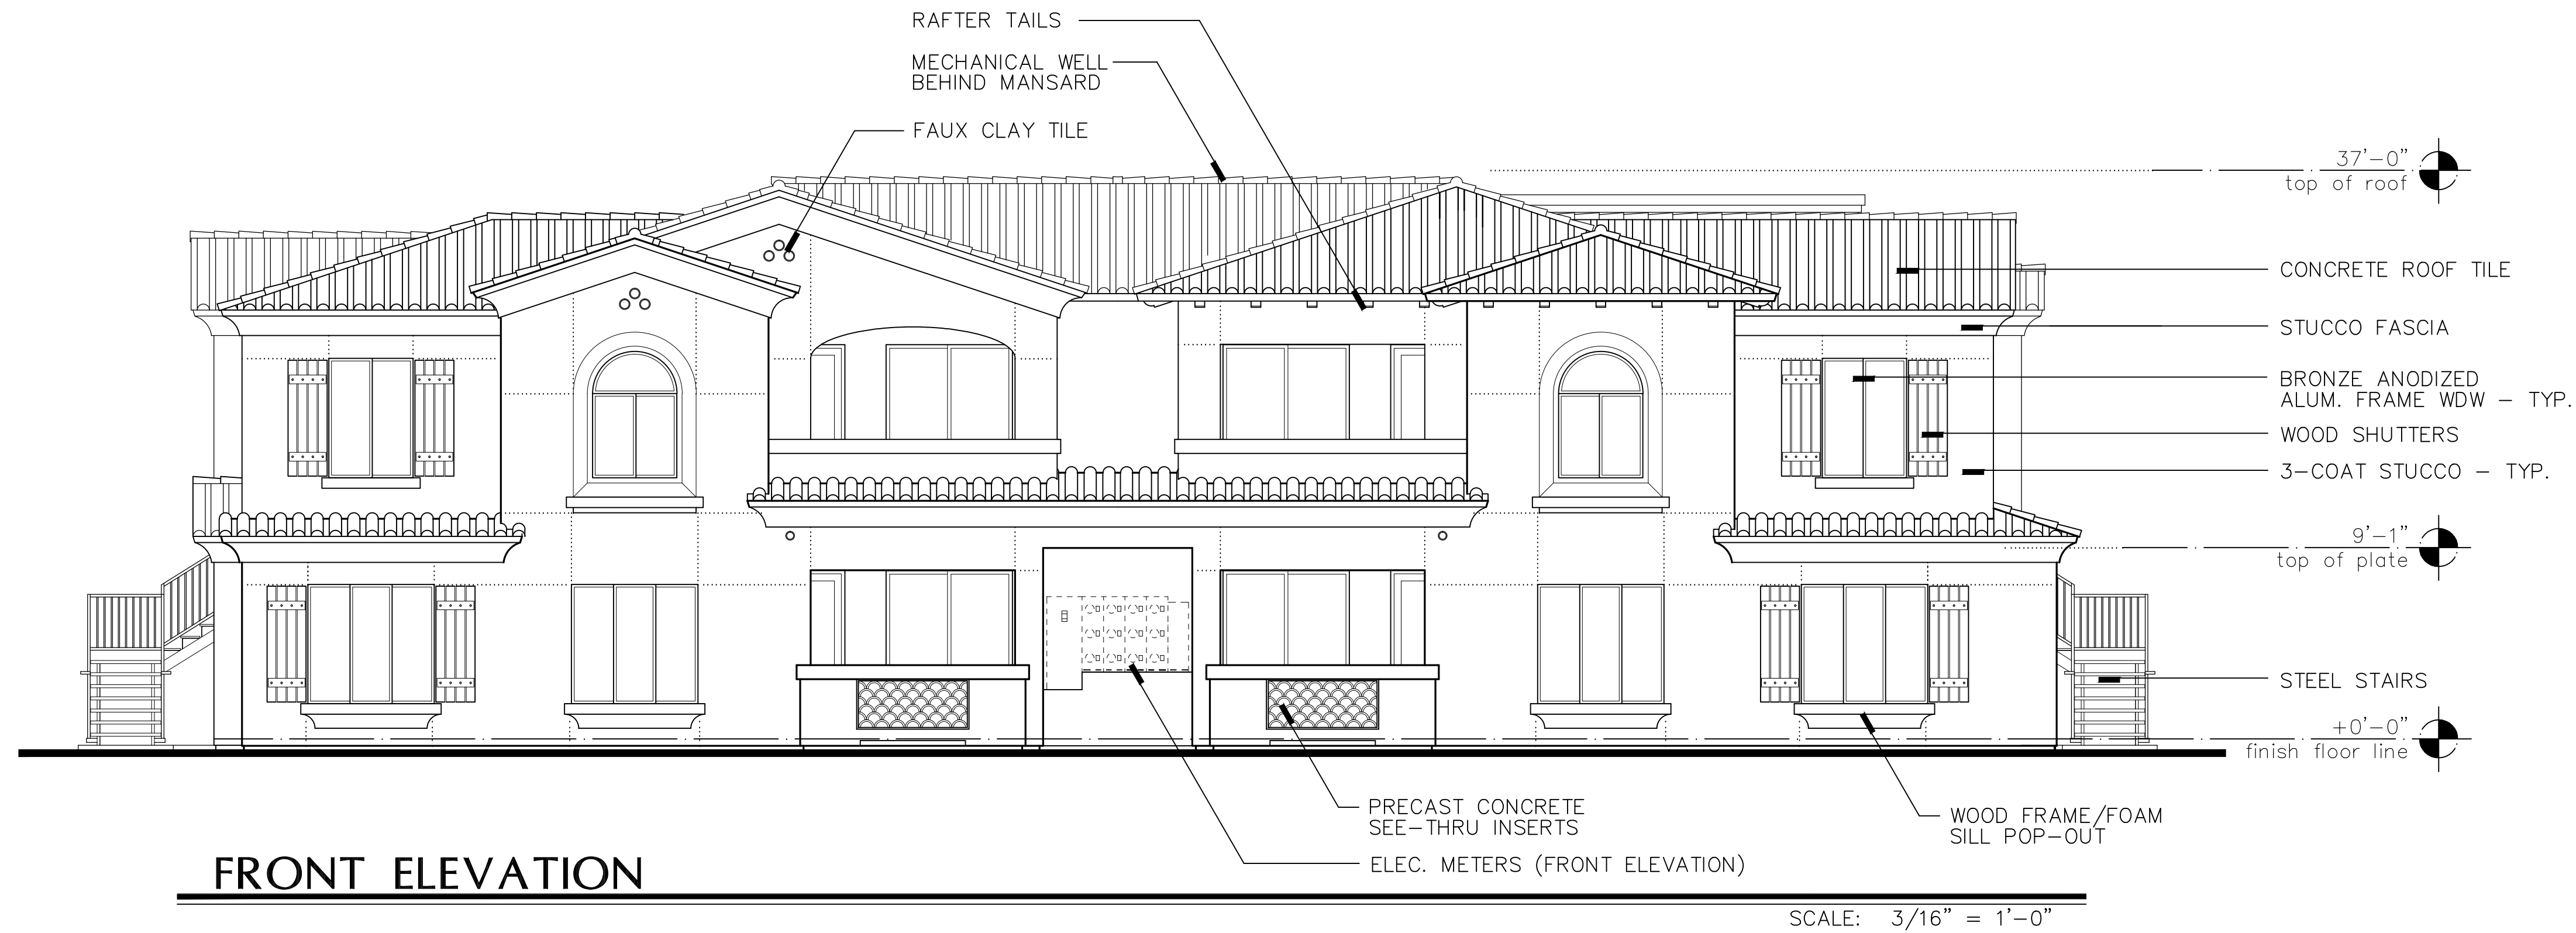 RAFTER TAILS
MECHANICAL WELL
BEHIND MANSARD
FAUX CLAY TILE
37'-0"
top of roof
CONCRETE ROOF TILE
STUCCO FASCIA
BRONZE ANODIZED
ALUM. FRAME WDW - TYP.
WOOD SHUTTERS
3-COAT STUCCO - TYP.
9'-1"
top of plate
STEEL STAIRS
+0'-0"
finish floor line
PRECAST CONCRETE
SEE-THRU INSERTS
WOOD FRAME/FOAM
SILL POP-OUT
ELEC. METERS (FRONT ELEVATION)
FRONT ELEVATION
SCALE: 3/16" = 1'-0"